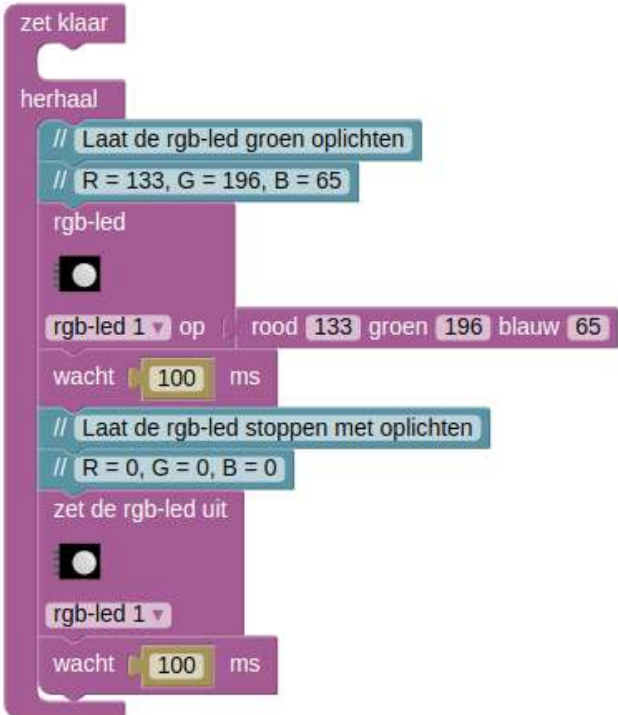 zet klaar
herhaal
// Laat de rgb-led groen oplichten
// R = 133, G = 196, B = 65
rgb-led
rgb-led 1 ▾ op rood 133 groen 196 blauw 65
wacht 100 ms
// Laat de rgb-led stoppen met oplichten
// R = 0, G = 0, B = 0
zet de rgb-led uit
rgb-led 1 ▾
wacht 100 ms